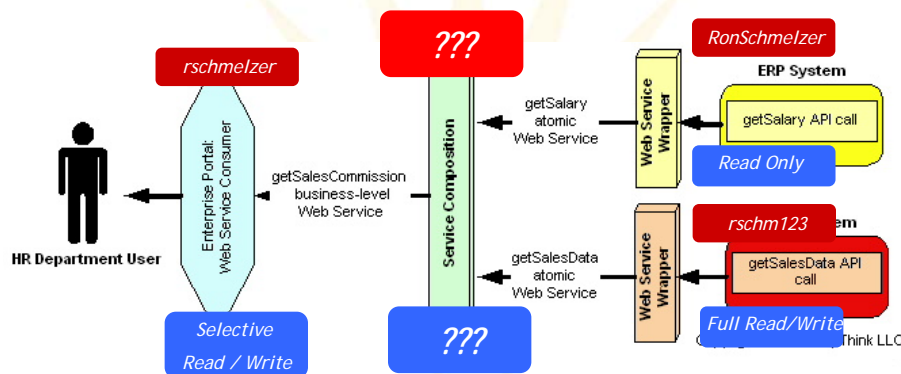 ???
rschmelzer
RonSchmelzer
ERP System
getSalary API call
Read Only
Web Service
Wrapper
getSalary
atomic
Web Service
Service Composition
getSalesCommission
business-level
Web Service
Enterprise Portal:
Web Service Consumer
HR Department User
rschm123
getSalesData API
call
Full Read/Write
Web Service
Wrapper
getSalesData
atomic
Web Service
???
Selective
Read / Write
Think LLC